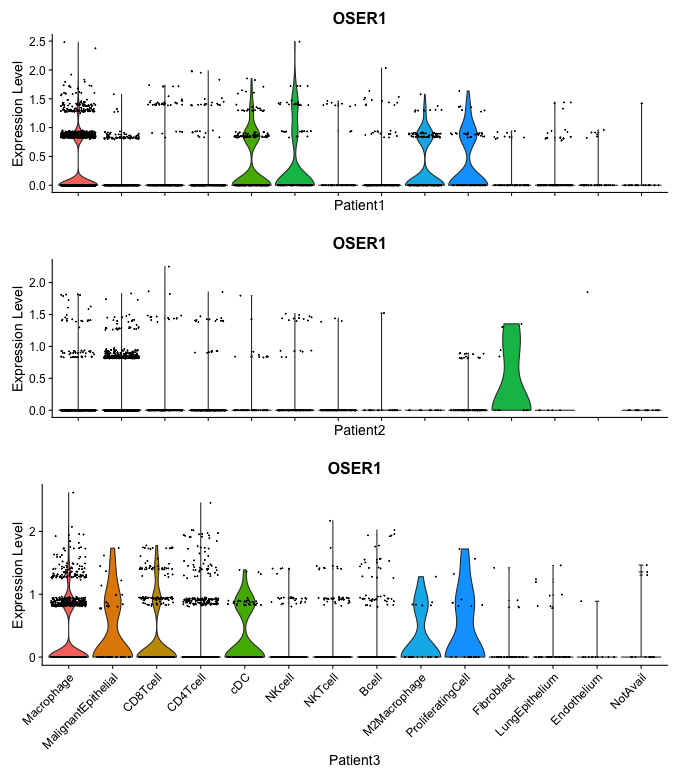 OSER1
Expression Level
2.5
2.0
1.5
1.0
0.5
0.0
Patient1
OSER1
Expression Level
2.0
1.5
1.0
0.5
0.0
Patient2
OSER1
Expression Level
2
1
0
Macrophage
MalignantEpithelial
CD8Tcell
CD4Tcell
cDC
NKcell
NKTcell
Bcell
M2Macrophage
ProliferatingCell
Fibroblast
LungEpithelium
Endothelium
NotAvail
Patient3